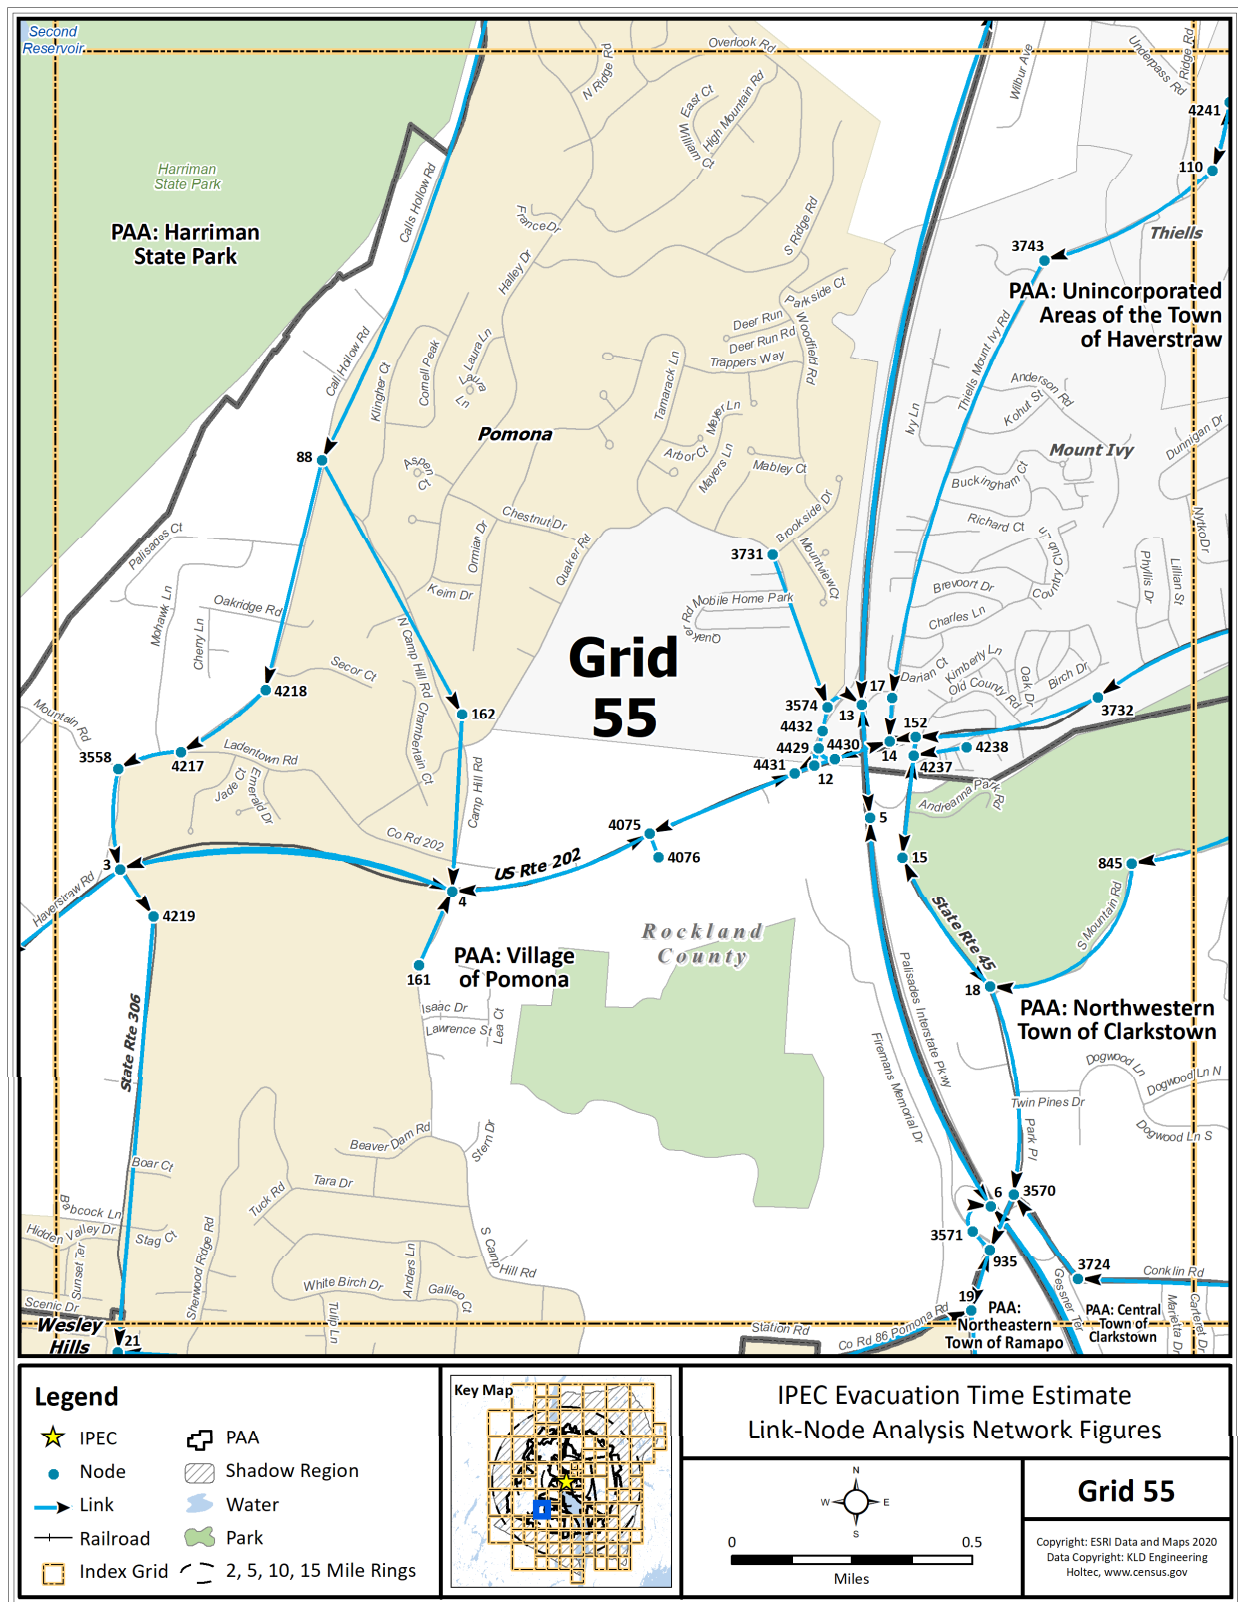 Second
Reservoir
Overlook Rd
N Ridge Rd
Wilbur Ave
Underpass Rd
Ridge Rd
East Ct
William Ct
High Mountain Rd
4241
110
Harriman
State Park
PAA: Harriman
State Park
Calls Hollow Rd
France Dr
S Ridge Rd
Halley Dr
Thiells
3743
PAA: Unincorporated
Areas of the Town
of Haverstraw
Parkside Ct
Deer Run
Deer Run Rd
Trappers Way
Woodfield Rd
Call Hollow Rd
Klingher Ct
Cornell Peak
Laura Ln
Laura
Ln
Tamarack Ln
Thiells Mount Ivy Rd
Ivy Ln
Anderson Rd
Kohut St
Meyer Ln
Pomona
Arbor Ct
Mayers Ln
Mabley Ct
Mount Ivy
Dunnigan Dr
88
Aspen
Ct
Buckingham Ct
Brookside Dr
Chestnut Dr
Richard Ct
Nytko Dr
Palisades Ct
Ormian Dr
Quaker Rd
Mountview Ct
Country Club Ln
3731
Keim Dr
Mobile Home Park
Quaker Rd
Brevoort Dr
Charles Ln
Phyllis Dr
Lillian St
Oakridge Rd
Mohawk Ln
Cherry Ln
N Camp Hill Rd
Grid
55
Secor Ct
Chamberlain Ct
Darian Ct
Kimberly Ln
Old County Rd
Oak Dr
Birch Dr
4218
17
Mountain Rd
162
3574
13
3732
4432
152
3558
4217
Ladentown Rd
4429
4430
14
4238
4431
12
4237
Jade Ct
Emerald Dr
Camp Hill Rd
Andreanna Park Rd
Co Rd 202
4075
5
4076
15
845
3
US Rte 202
Haverstraw Rd
4
4219
State Rte 45
S Mountain Rd
Rockland
County
PAA: Village
of Pomona
161
18
Palisades Interstate Pkwy
PAA: Northwestern
Town of Clarkstown
Isaac Dr
Lawrence St
Lea Ct
State Rte 306
Firemans Memorial Dr
Dogwood Ln
Dogwood Ln N
Twin Pines Dr
Dogwood Ln S
Park Pl
Beaver Dam Rd
Stern Dr
Boar Ct
Tara Dr
Tuck Rd
6
3570
Babcock Ln
Hidden Valley Dr
Stag Ct
Sunset Ter
Sherwood Ridge Rd
3571
935
S Camp Hill Rd
Anders Ln
3724
Conklin Rd
White Birch Dr
Galileo Ct
Gessner Ter
Scenic Dr
Tulip Ln
19
Marietta Dr
Carteret Dr
Wesley
Hills
21
Station Rd
Co Rd 86 Pomona Rd
PAA:
Northeastern
Town of Ramapo
PAA: Central
Town of
Clarkstown
Legend
IPEC
Node
Link
Railroad
Index Grid
PAA
Shadow Region
Water
Park
2, 5, 10, 15 Mile Rings
Key Map
IPEC Evacuation Time Estimate
Link-Node Analysis Network Figures
N
W E
S
0 0.5
Miles
Grid 55
Copyright: ESRI Data and Maps 2020
Data Copyright: KLD Engineering
Holtec, www.census.gov